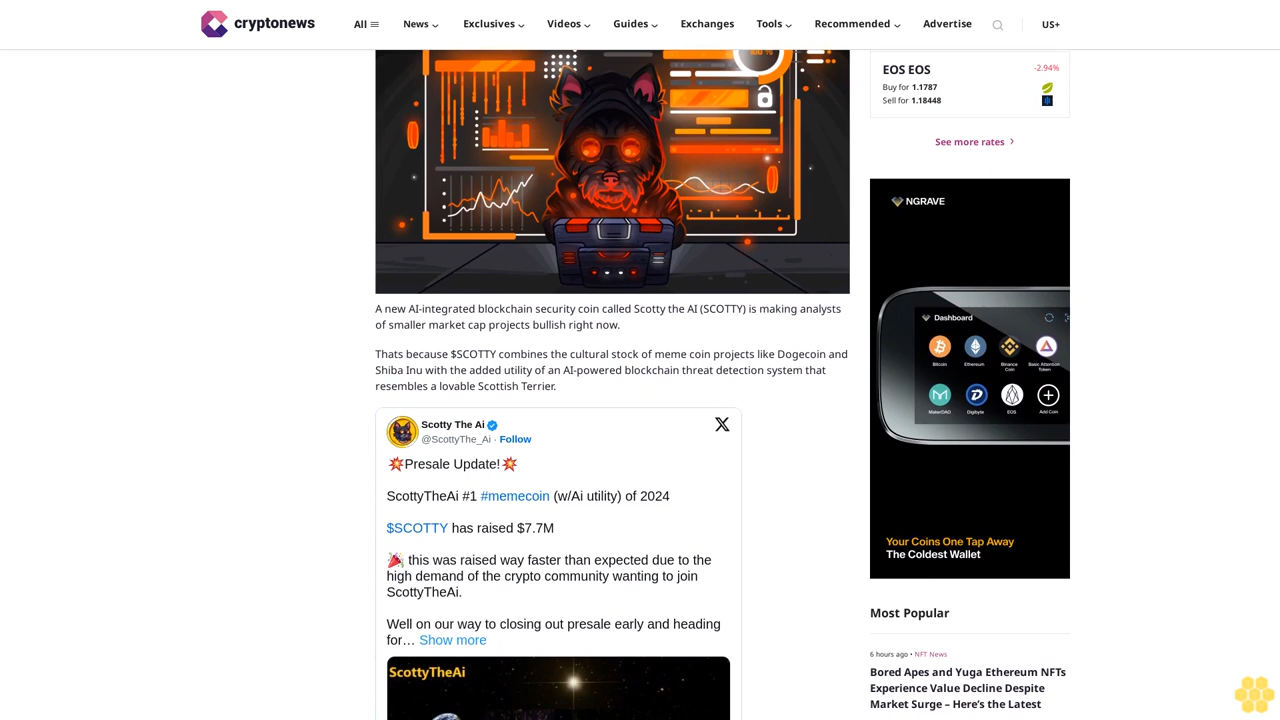 cryptonews
All
News
Exclusives
Videos
Guides
Exchanges
Tools
Recommended
Advertise
US+
A new AI-integrated blockchain security coin called Scotty the AI (SCOTTY) is making analysts
of smaller market cap projects bullish right now.
Thats because $SCOTTY combines the cultural stock of meme coin projects like Dogecoin and
Shiba Inu with the added utility of an AI-powered blockchain threat detection system that
resembles a lovable Scottish Terrier.
Scotty The Ai
@ScottyThe_Ai · Follow
💥Presale Update!💥
ScottyTheAi #1 #memecoin (w/Ai utility) of 2024
$SCOTTY has raised $7.7M
🎉 this was raised way faster than expected due to the
high demand of the crypto community wanting to join
ScottyTheAi.
Well on our way to closing out presale early and heading
for… Show more
ScottyTheAi
EOS EOS
-2.94%
Buy for 1.1787
Sell for 1.18448
See more rates
NGRAVE
Dashboard
Bitcoin
Ethereum
Binance
Coin
Basic Attention
Token
MakerDAO
Digibyte
EOS
Add Coin
Your Coins One Tap Away
The Coldest Wallet
Most Popular
6 hours ago • NFT News
Bored Apes and Yuga Ethereum NFTs
Experience Value Decline Despite
Market Surge – Here's the Latest